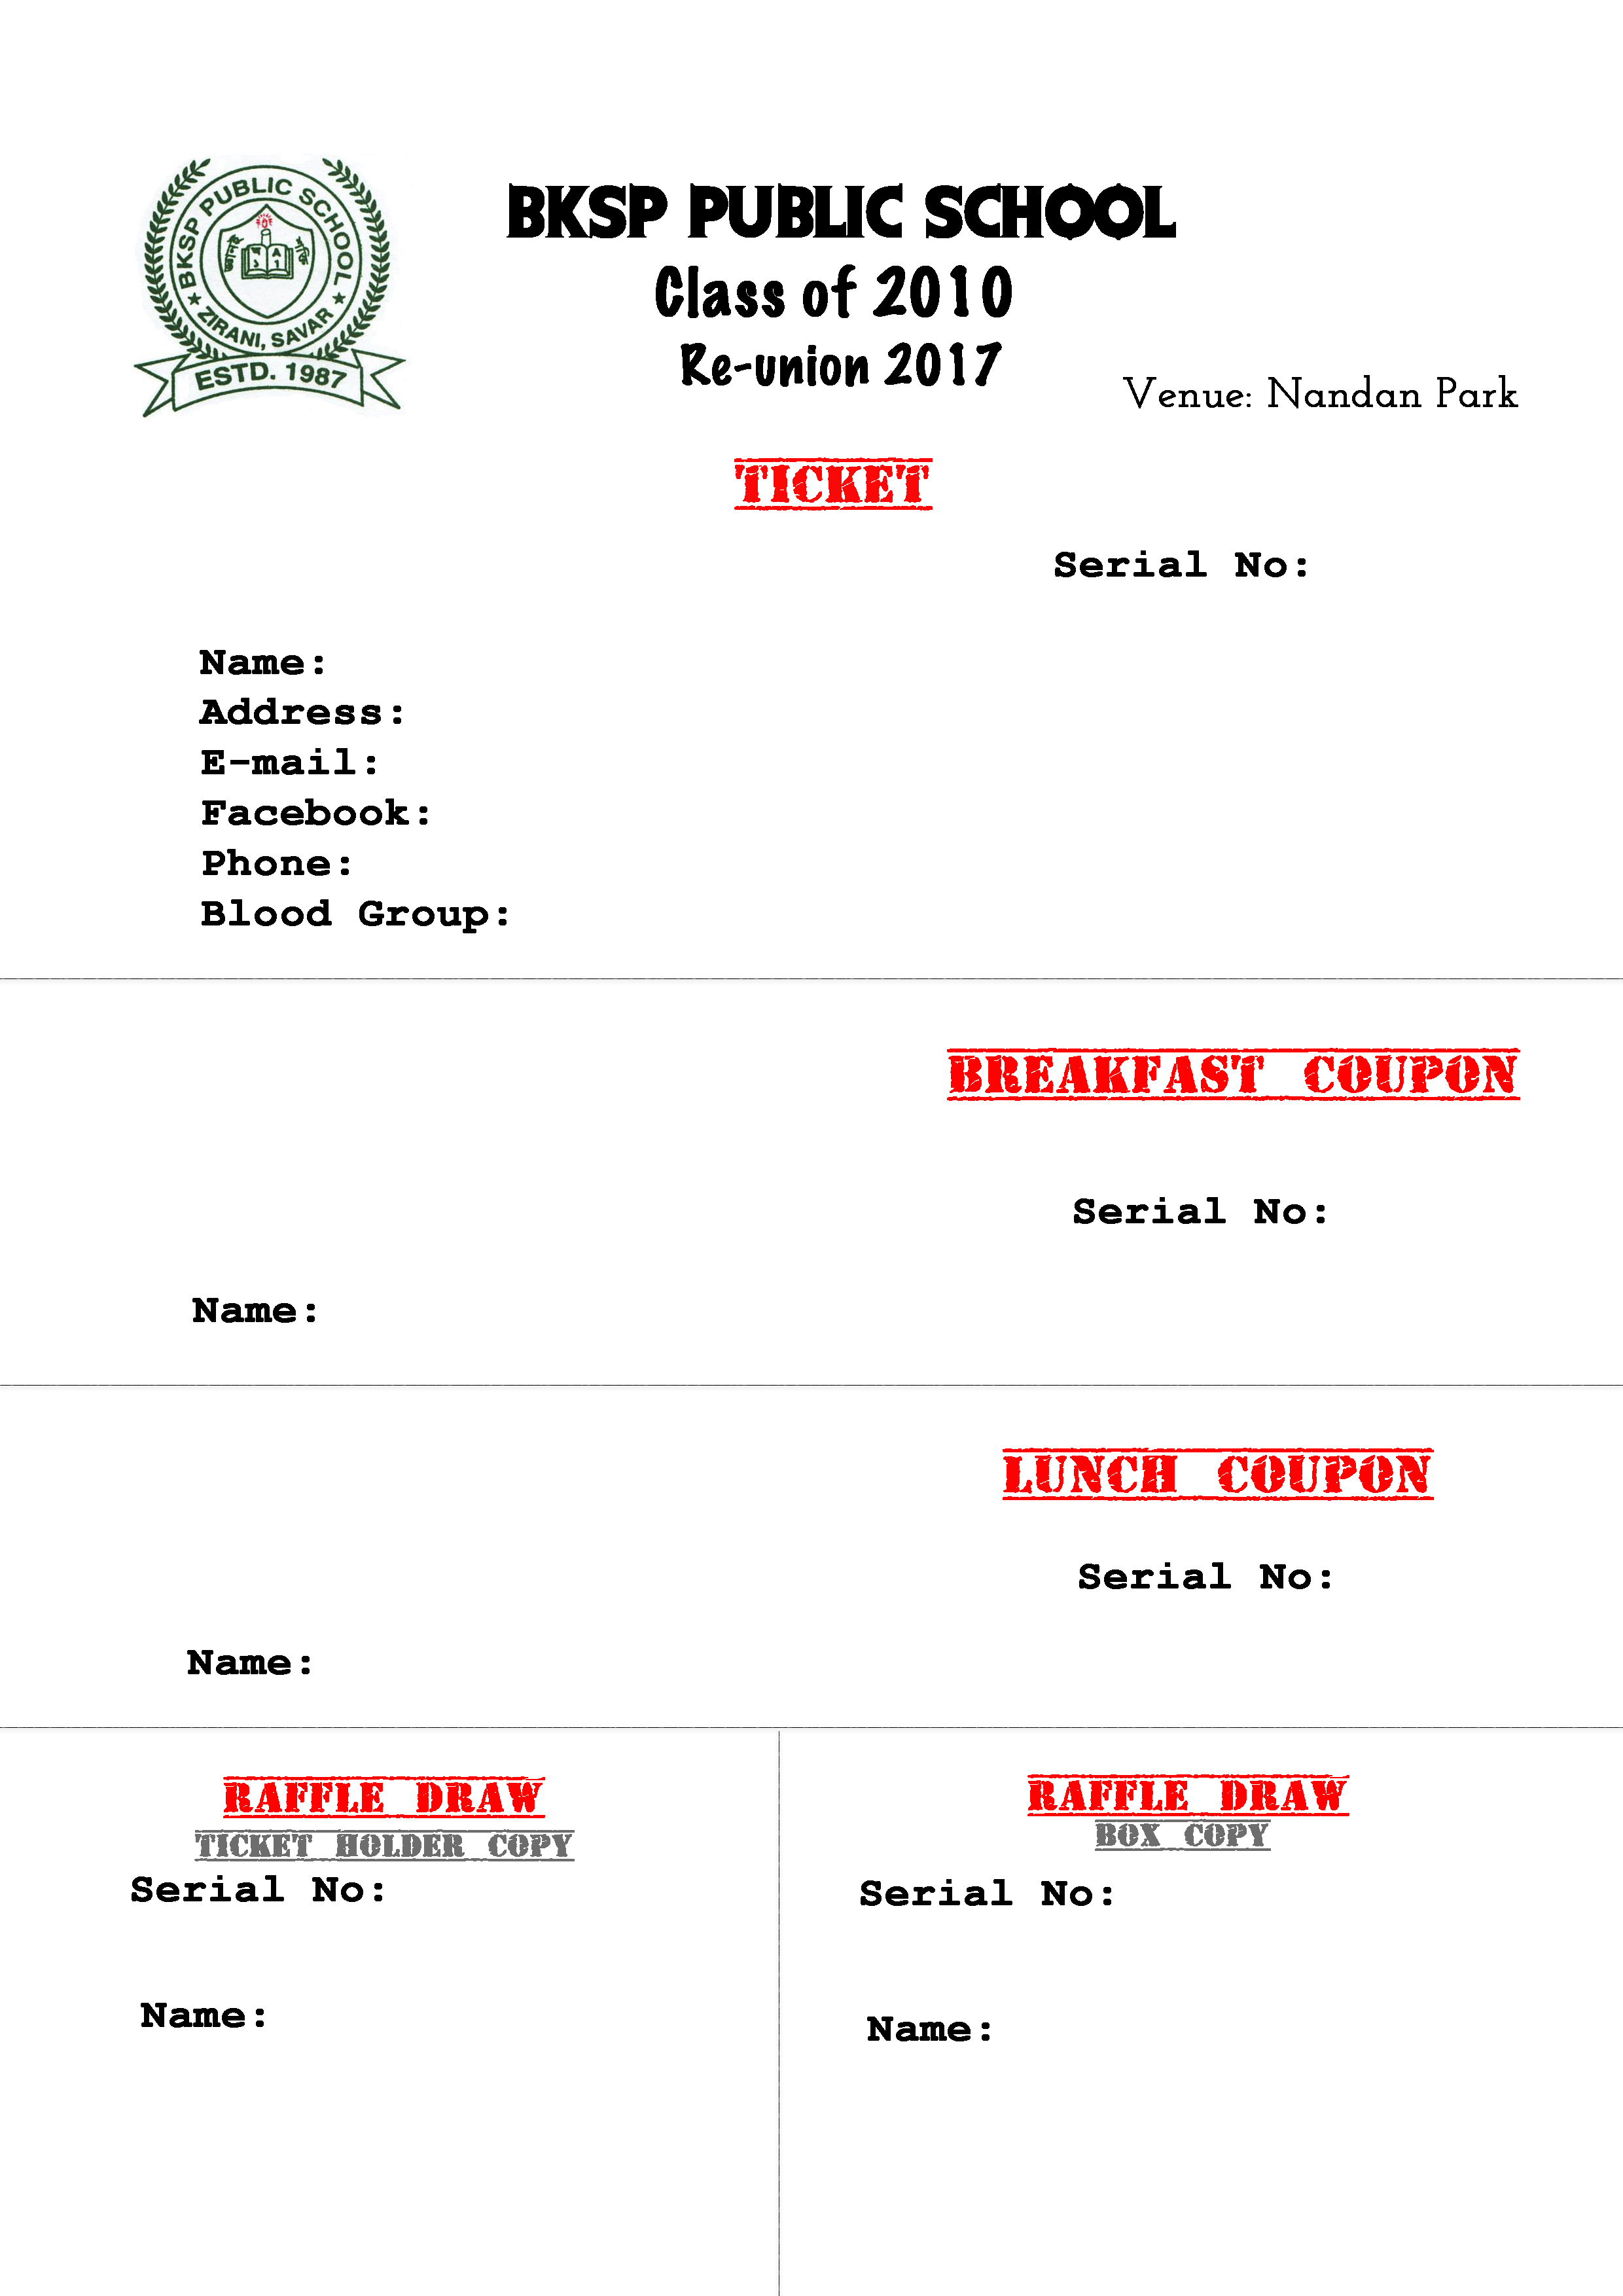 BKSP PUBLIC SCHOOL
★ ZIRANI, SAVAR ★
ESTD. 1987
BKSP PUBLIC SCHOOL
Class of 2010
Re-union 2017
Venue: Nandan Park
TICKET
Serial No:
Name:
Address:
E-mail:
Facebook:
Phone:
Blood Group:
BREAKFAST COUPON
Serial No:
Name:
LUNCH COUPON
Serial No:
Name:
RAFFLE DRAW
TICKET HOLDER COPY
Serial No:
Name:
RAFFLE DRAW
BOX COPY
Serial No:
Name: